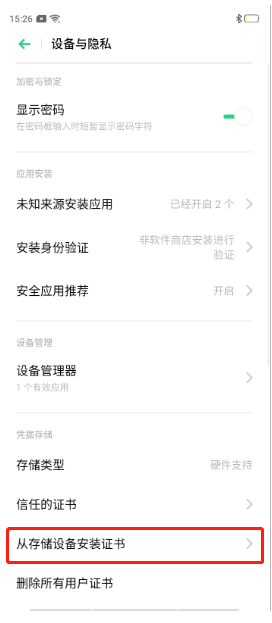 15:26
设备与隐私
加密与锁定
显示密码
在密码框输入时短暂显示密码字符
应用安装
未知来源安装应用
已经开启 2 个
安装身份验证
非软件商店安装进行
验证
安全应用推荐
开启
设备管理
设备管理器
1 个有效应用
凭据存储
存储类型
硬件支持
信任的证书
从存储设备安装证书
删除所有用户证书